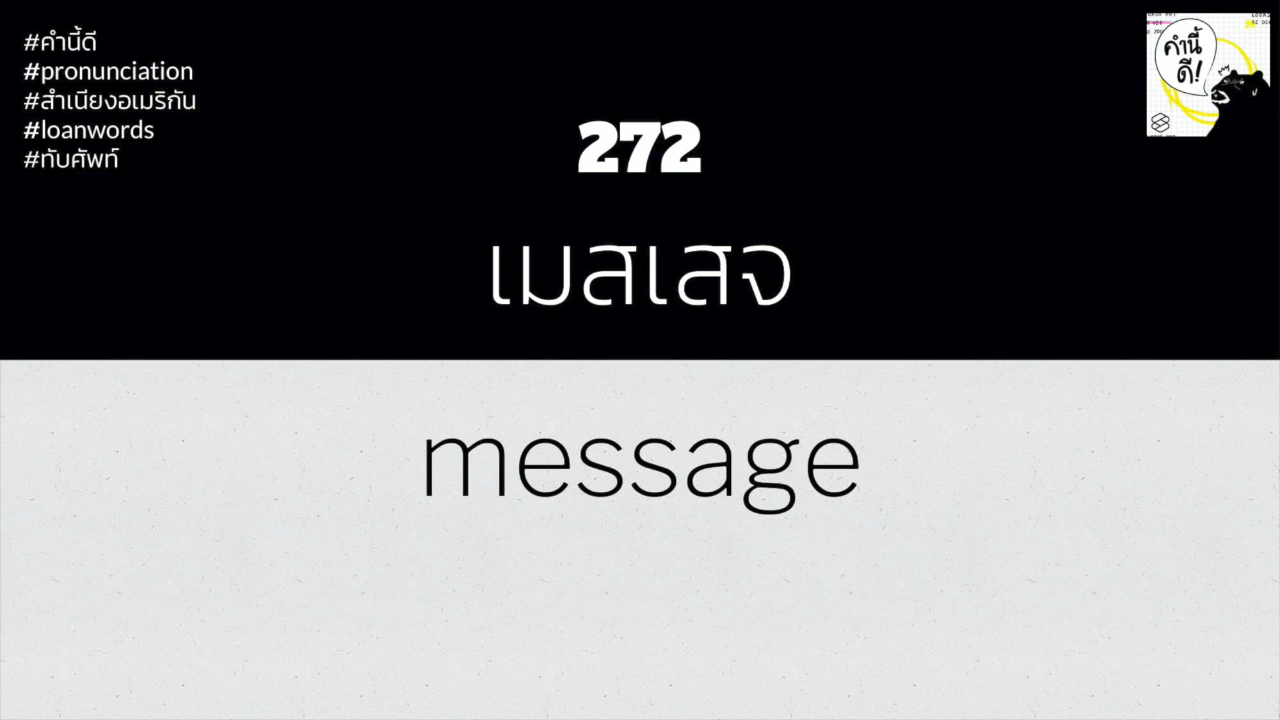 #คำนี้ดี
#pronunciation
#สำเนียงอเมริกัน
#loanwords
#ทับศัพท์
คำนี้
ดี!
272
เมสเสจ
message